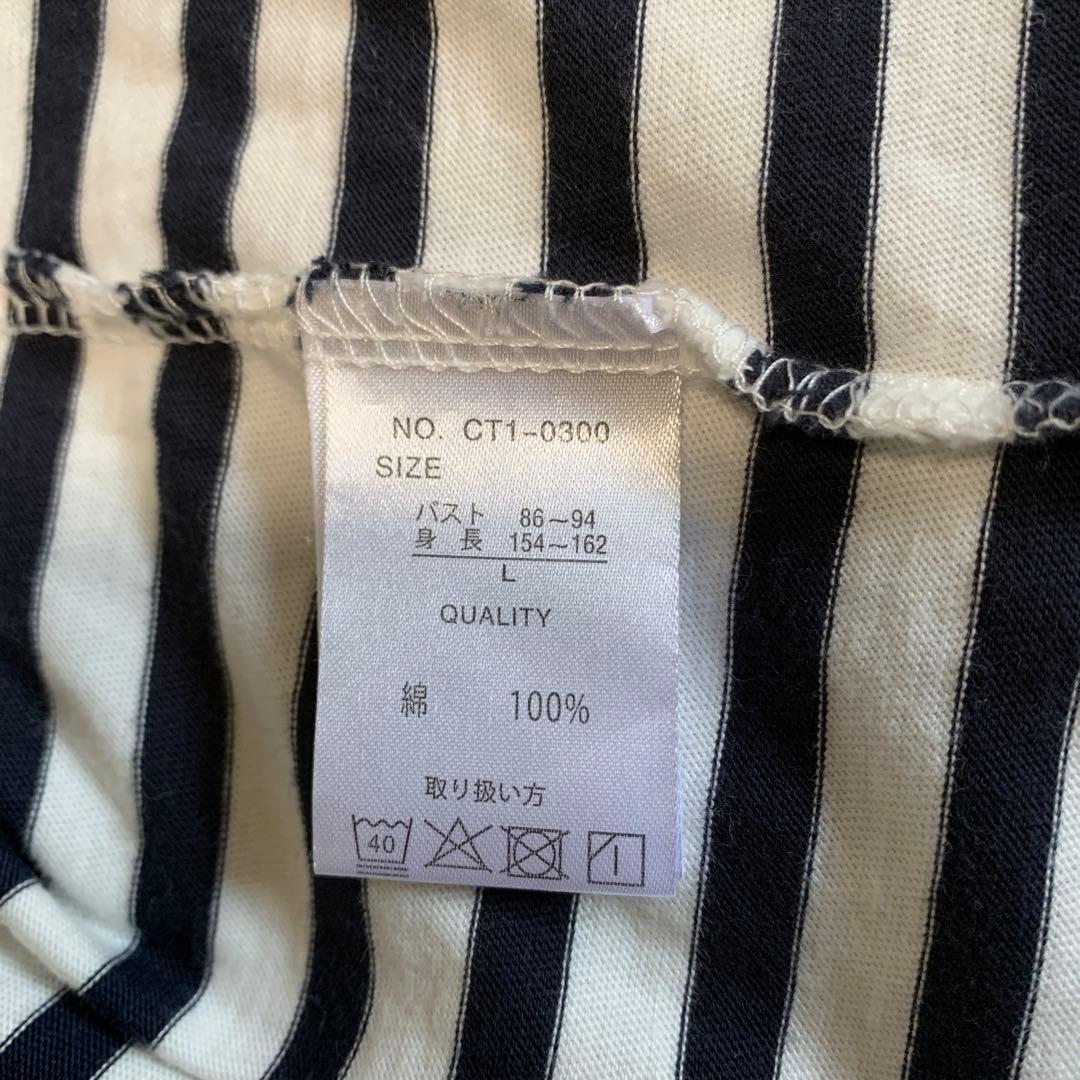 NO. CT1-0300
SIZE
バスト 86～94
身 長 154～162
L
QUALITY
綿 100%
取り扱い方
40